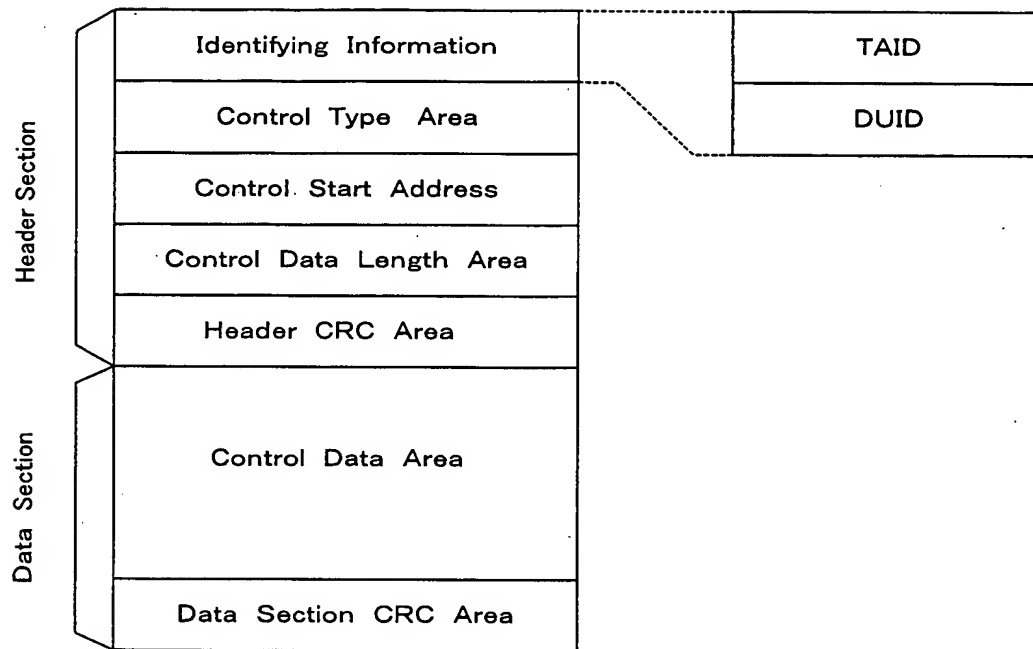 Header Section
Identifying Information
Control Type Area
Control Start Address
Control Data Length Area
Header CRC Area
Data Section
Control Data Area
Data Section CRC Area
TAID
DUID